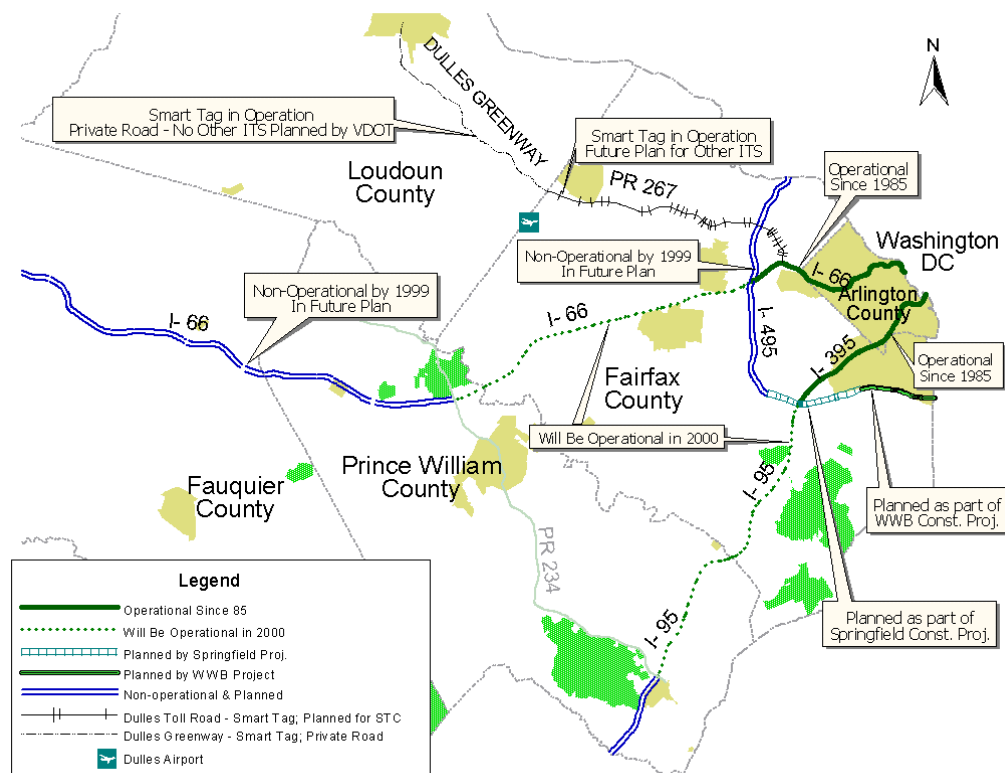 N
DULLES GREENWAY
Smart Tag in Operation
Private Road - No Other ITS Planned by VDOT
Smart Tag in Operation
Future Plan for Other ITS
Operational
Since 1985
Loudoun
County
PR 267
Washington
DC
Non-Operational by 1999
In Future Plan
I- 66
Arlington
County
Non-Operational by 1999
In Future Plan
I- 66
I- 66
I- 495
I- 395
Operational
Since 1985
Fairfax
County
Will Be Operational in 2000
Prince William
County
I- 95
Fauquier
County
Planned as part of
WWB Const. Proj.
PR 234
Planned as part of
Springfield Const. Proj.
I- 95
Legend
Operational Since 85
Will Be Operational in 2000
Planned by Springfield Proj.
Planned by WWB Project
Non-operational & Planned
Dulles Toll Road - Smart Tag; Planned for STC
Dulles Greenway - Smart Tag; Private Road
Dulles Airport